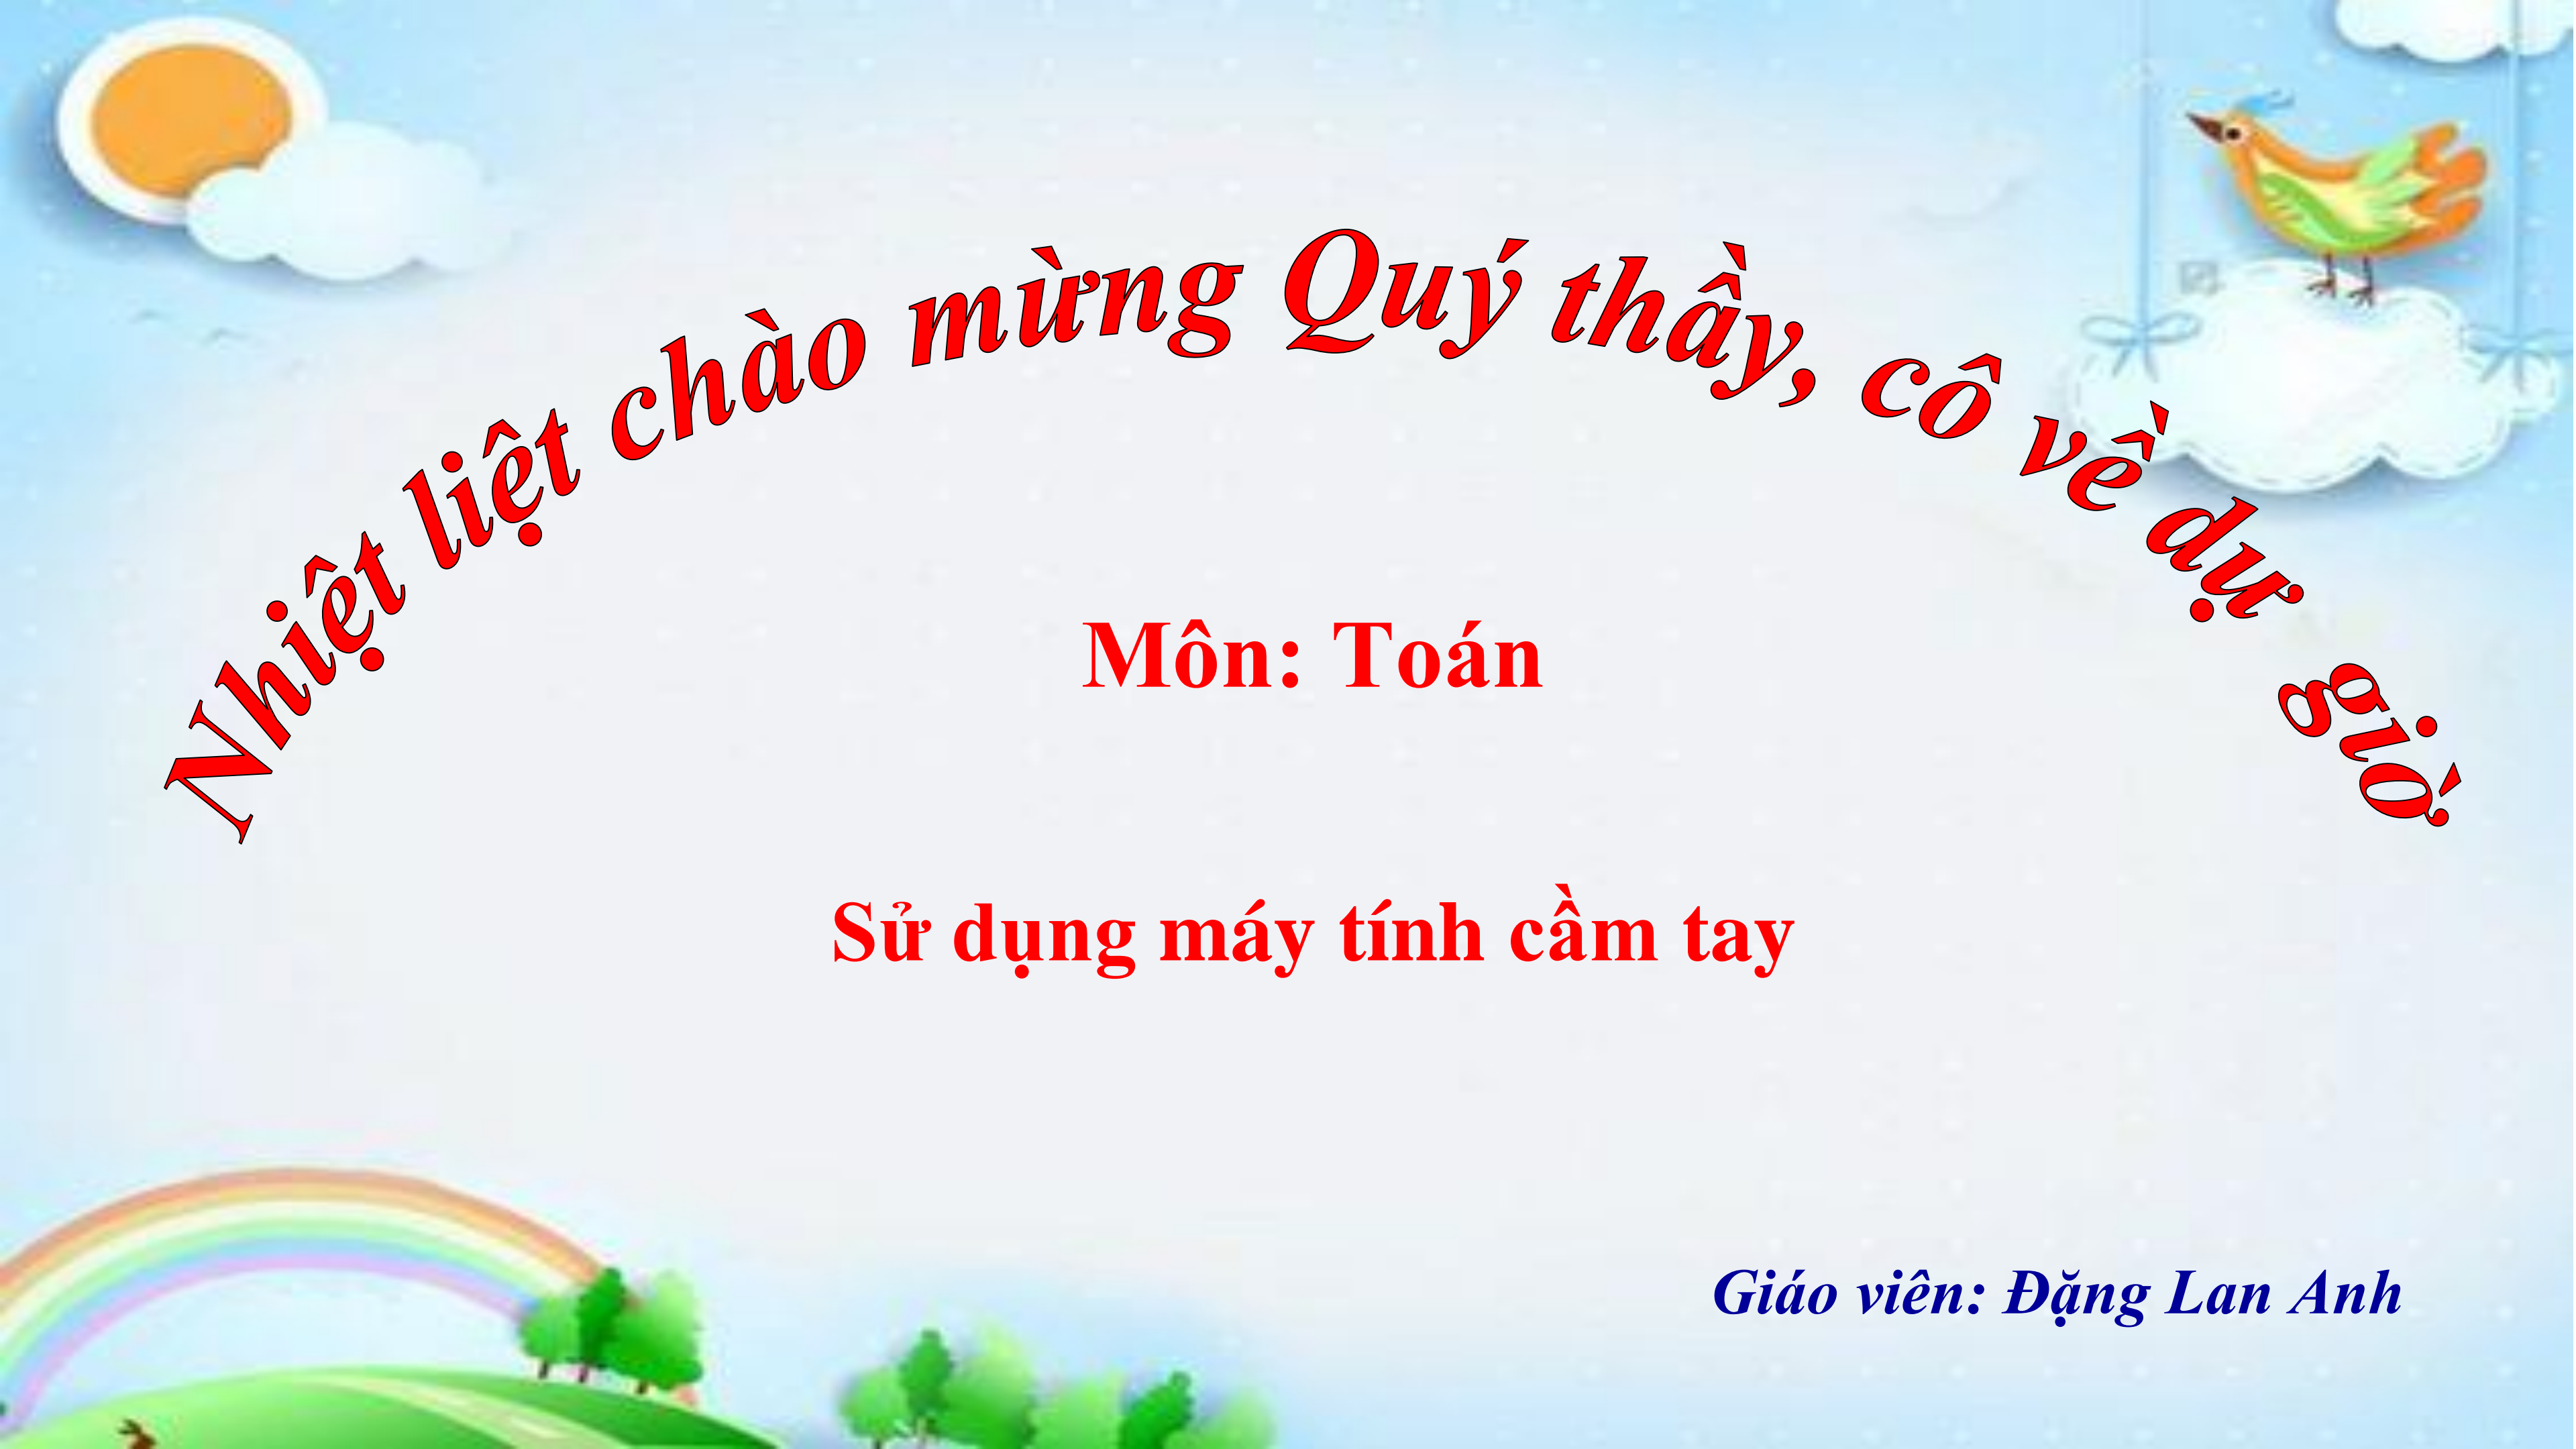 Nhiệt liệt chào mừng Quý thầy, cô về dự giờ
Môn: Toán
Sử dụng máy tính cầm tay
Giáo viên: Đặng Lan Anh